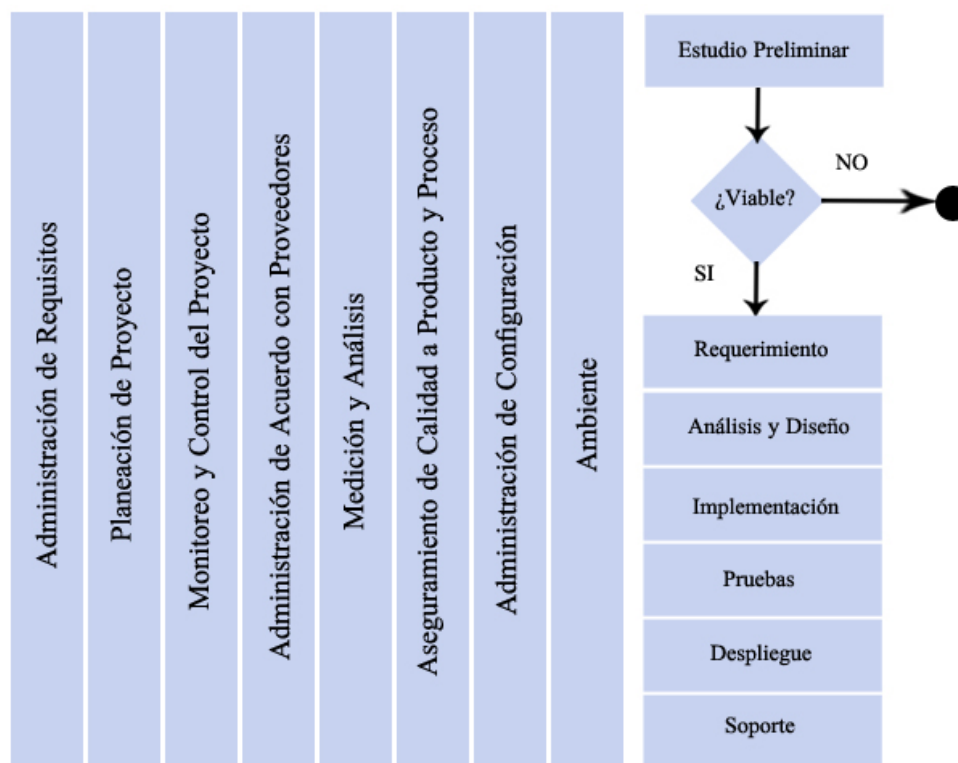 Administración de Requisitos
Planeación de Proyecto
Monitoreo y Control del Proyecto
Administración de Acuerdo con Proveedores
Medición y Análisis
Aseguramiento de Calidad a Producto y Proceso
Administración de Configuración
Ambiente
Estudio Preliminar
¿Viable?
NO
SI
Requerimiento
Análisis y Diseño
Implementación
Pruebas
Despliegue
Soporte